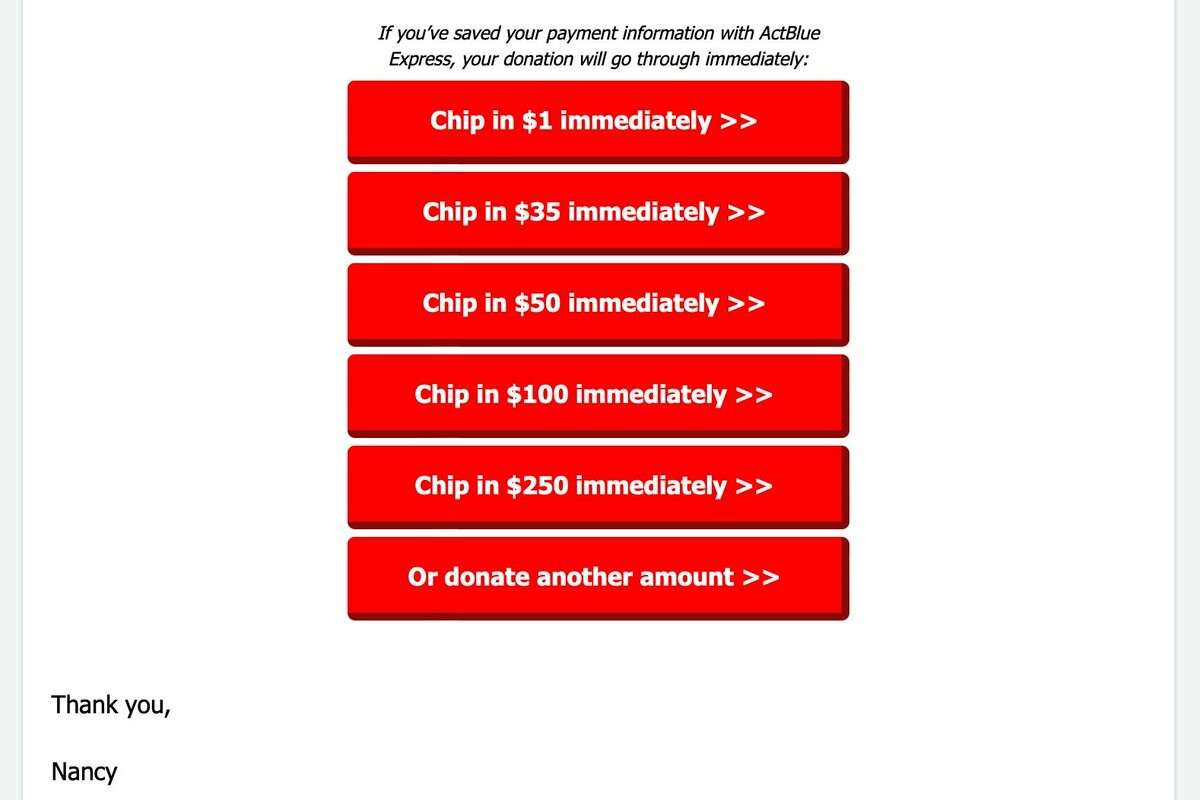 If you’ve saved your payment information with ActBlue
Express, your donation will go through immediately:
Chip in $1 immediately >>
Chip in $35 immediately >>
Chip in $50 immediately >>
Chip in $100 immediately >>
Chip in $250 immediately >>
Or donate another amount >>
Thank you,
Nancy